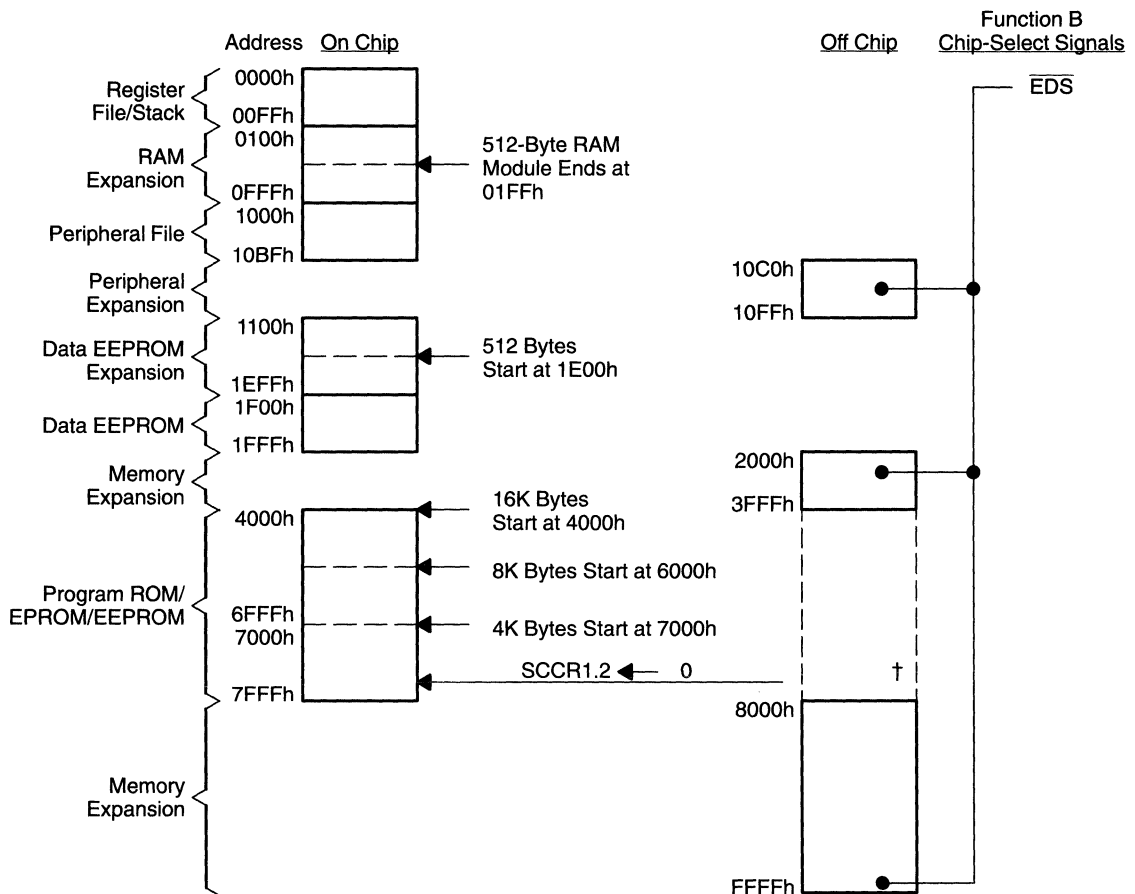 Function B
Address On Chip Off Chip Chip-Select Signals
0000h
Register
File/Stack
00FFh
EDS
0100h
RAM
Expansion
0FFFh
512-Byte RAM
Module Ends at
01FFh
1000h
Peripheral File
10BFh
Peripheral
Expansion
10C0h
10FFh
1100h
Data EEPROM
Expansion
1EFFh
512 Bytes
Start at 1E00h
1F00h
Data EEPROM
1FFFh
Memory
Expansion
2000h
3FFFh
4000h
16K Bytes
Start at 4000h
8K Bytes Start at 6000h
Program ROM/
EPROM/EEPROM
6FFFh
7000h
4K Bytes Start at 7000h
SCCR1.2 0 †
7FFFh
8000h
Memory
Expansion
FFFFh